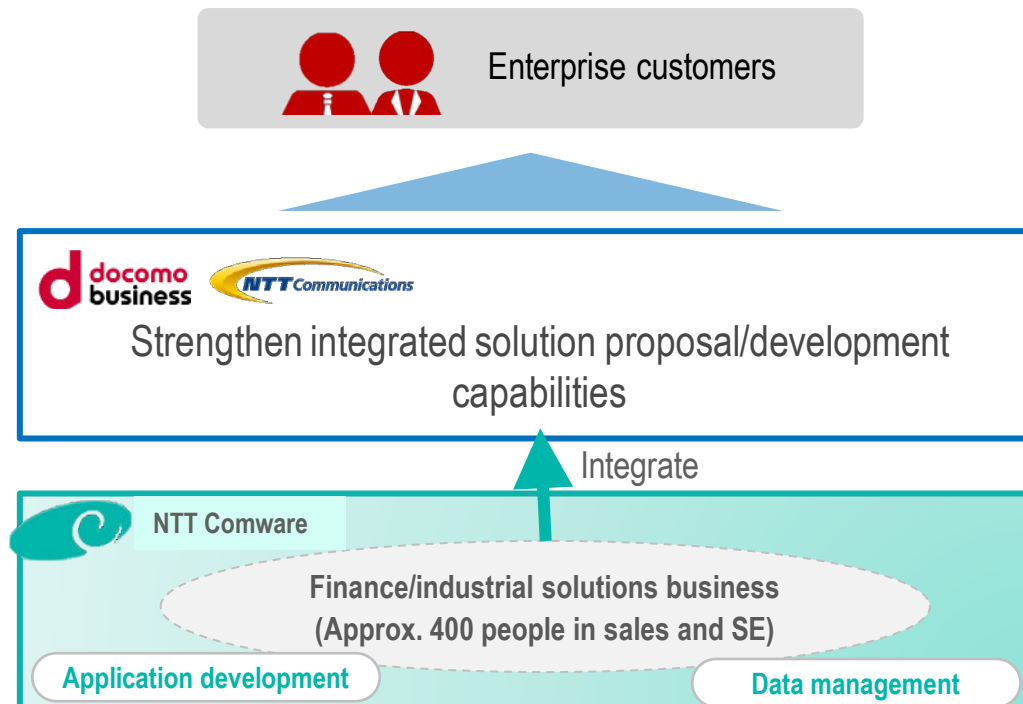 Enterprise customers
docomo
business
NTT Communications
Strengthen integrated solution proposal/development
capabilities
Integrate
NTT Comware
Finance/industrial solutions business
(Approx. 400 people in sales and SE)
Application development
Data management